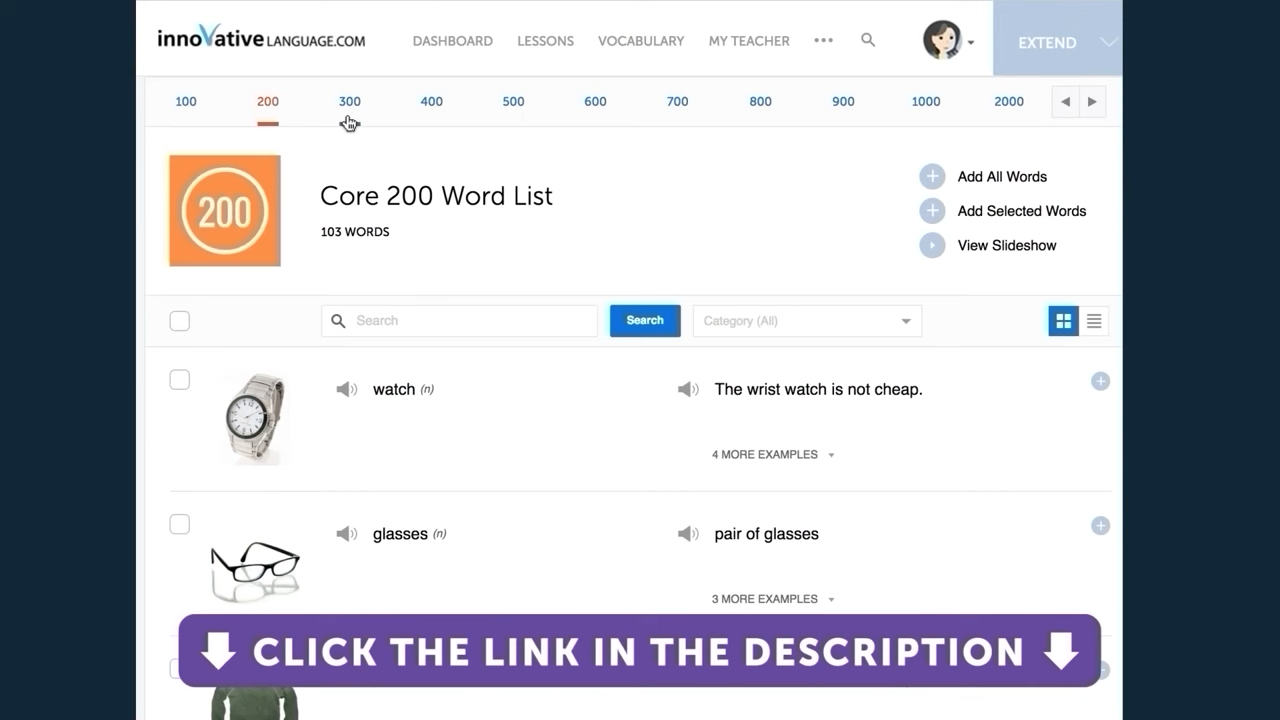 innoVative LANGUAGE.COM DASHBOARD LESSONS VOCABULARY MY TEACHER ••• EXTEND
100 200 300 400 500 600 700 800 900 1000 2000
200
Core 200 Word List
103 WORDS
Add All Words
Add Selected Words
View Slideshow
Search Search Category (All)
watch (n) The wrist watch is not cheap.
4 MORE EXAMPLES
glasses (n) pair of glasses
3 MORE EXAMPLES
CLICK THE LINK IN THE DESCRIPTION